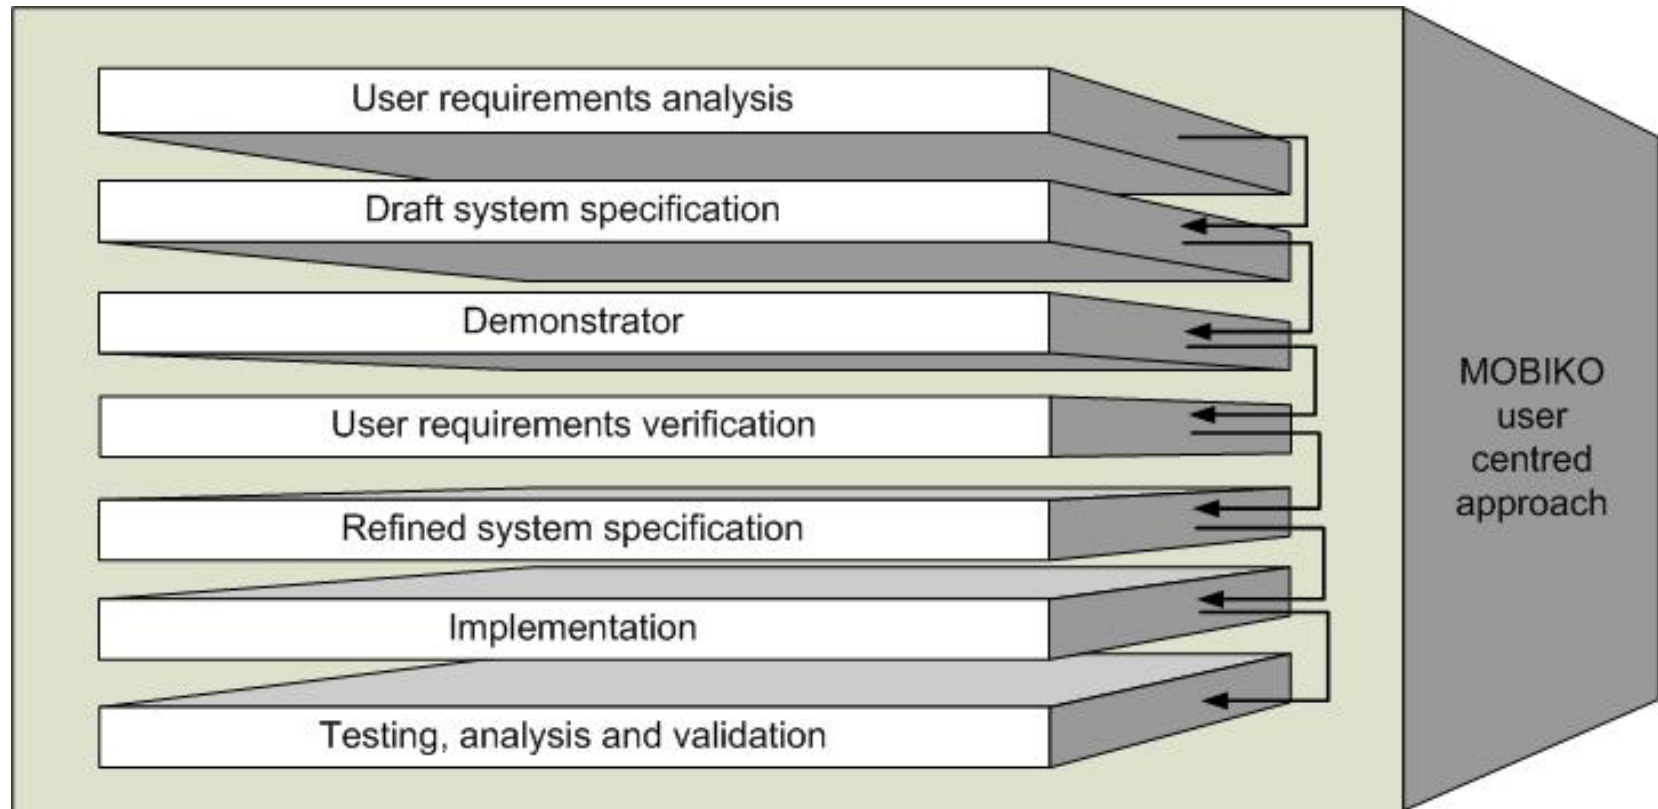 User requirements analysis
Draft system specification
Demonstrator
User requirements verification
Refined system specification
Implementation
Testing, analysis and validation
MOBIKO
user
centred
approach